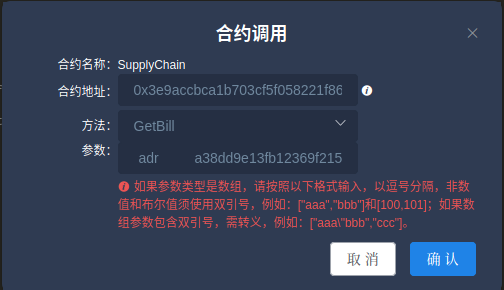 合约调用
合约名称：SupplyChain
合约地址：0x3e9accbca1b703cf5f058221f86
方法：GetBill
参数：
adr a38dd9e13fb12369f215
如果参数类型是数组，请按照以下格式输入，以逗号分隔，非数
值和布尔值须使用双引号，例如：["aaa","bbb"]和[100,101]；如果数
组参数包含双引号，需转义，例如：["aaa\"bbb","ccc"]。
取消 确认